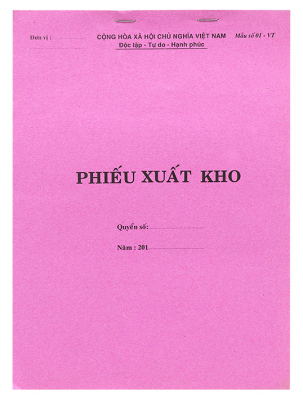 Đơn vị : ....................
CỘNG HÒA XÃ HỘI CHỦ NGHĨA VIỆT NAM
Mẫu số 01 - VT
Độc lập - Tự do - Hạnh phúc
PHIẾU XUẤT KHO
Quyển số:....................
Năm : 201....................